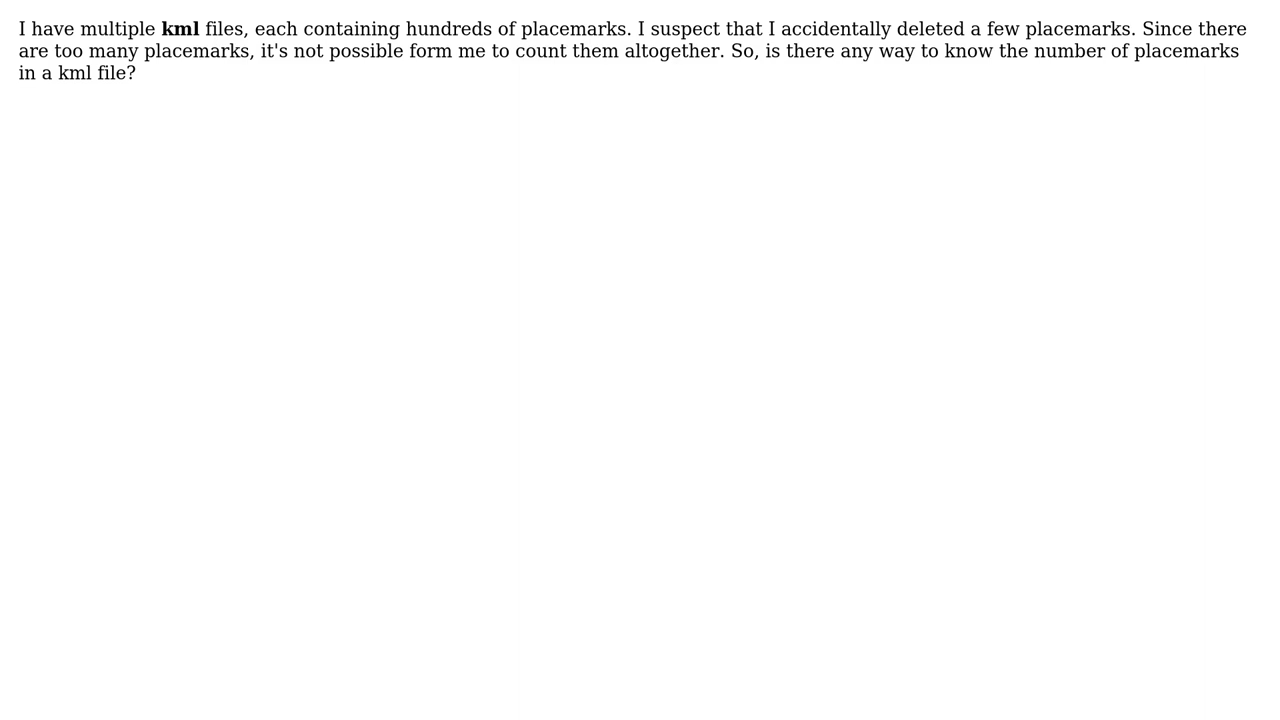 I have multiple kml files, each containing hundreds of placemarks. I suspect that I accidentally deleted a few placemarks. Since there
are too many placemarks, it's not possible form me to count them altogether. So, is there any way to know the number of placemarks
in a kml file?